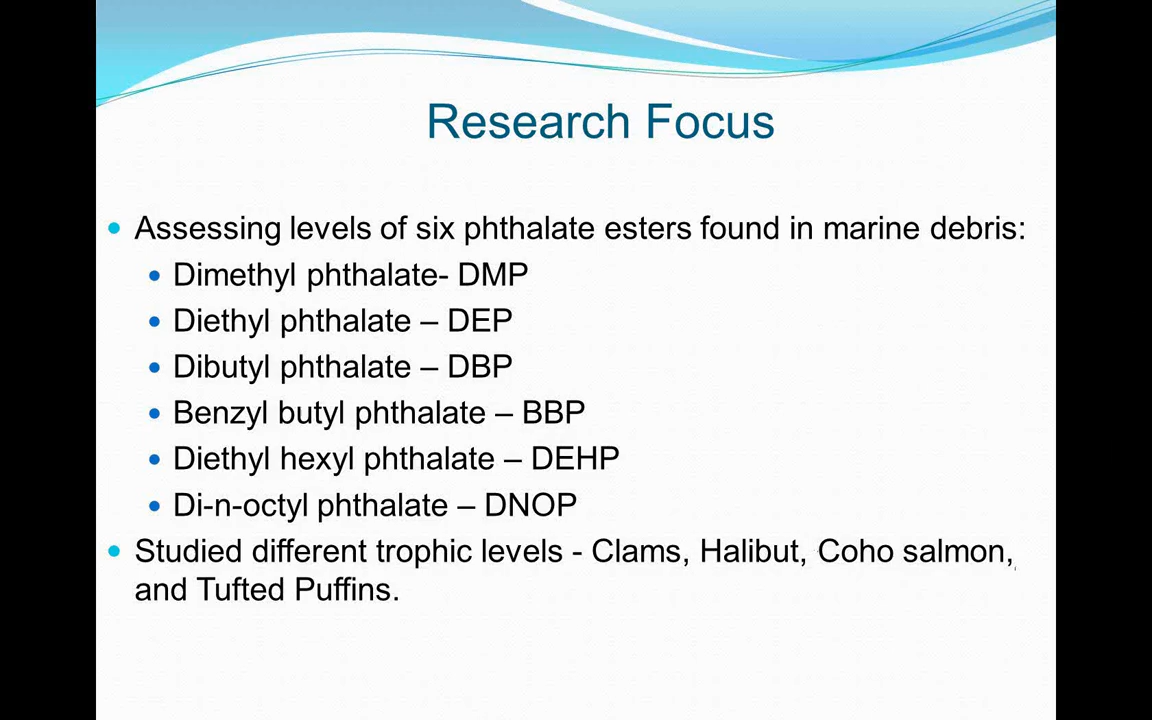 Research Focus
Assessing levels of six phthalate esters found in marine debris:
Dimethyl phthalate- DMP
Diethyl phthalate – DEP
Dibutyl phthalate – DBP
Benzyl butyl phthalate – BBP
Diethyl hexyl phthalate – DEHP
Di-n-octyl phthalate – DNOP
Studied different trophic levels - Clams, Halibut, Coho salmon,
and Tufted Puffins.